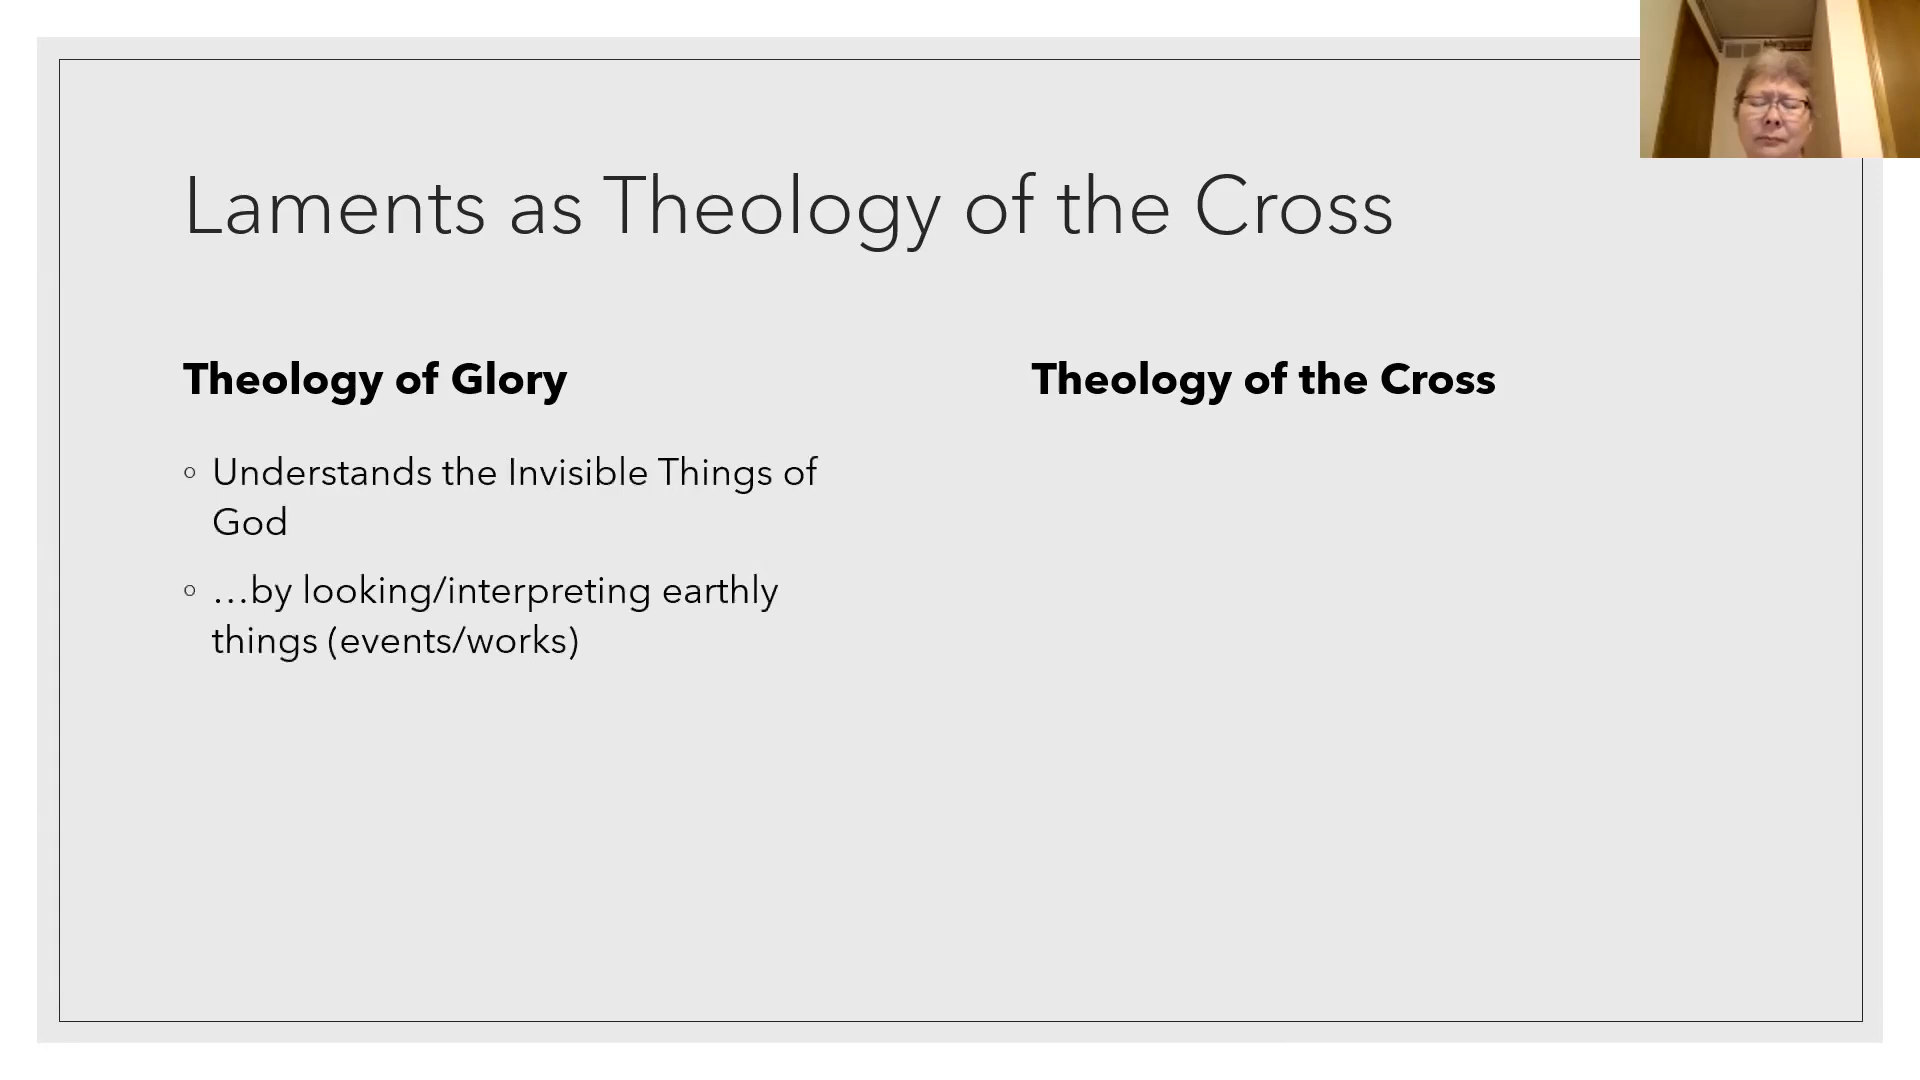 Laments as Theology of the Cross
Theology of Glory
Theology of the Cross
◦ Understands the Invisible Things of
God
◦ …by looking/interpreting earthly
things (events/works)